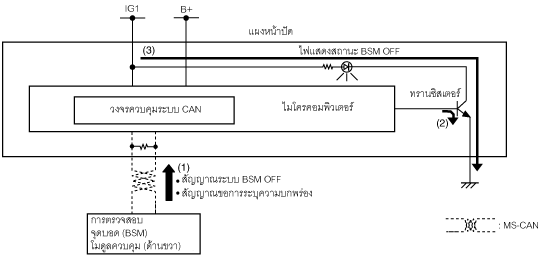 IG1
B+
แผงหน้าปัด
(3)
ไฟแสดงสถานะ BSM OFF
ทรานซิสเตอร์
วงจรควบคุมระบบ CAN
ไมโครคอมพิวเตอร์
(2)
(1)
• สัญญาณระบบ BSM OFF
• สัญญาณขอการระบุความบกพร่อง
การตรวจสอบ
จุดบอด (BSM)
โมดูลควบคุม (ด้านขวา)
: MS-CAN